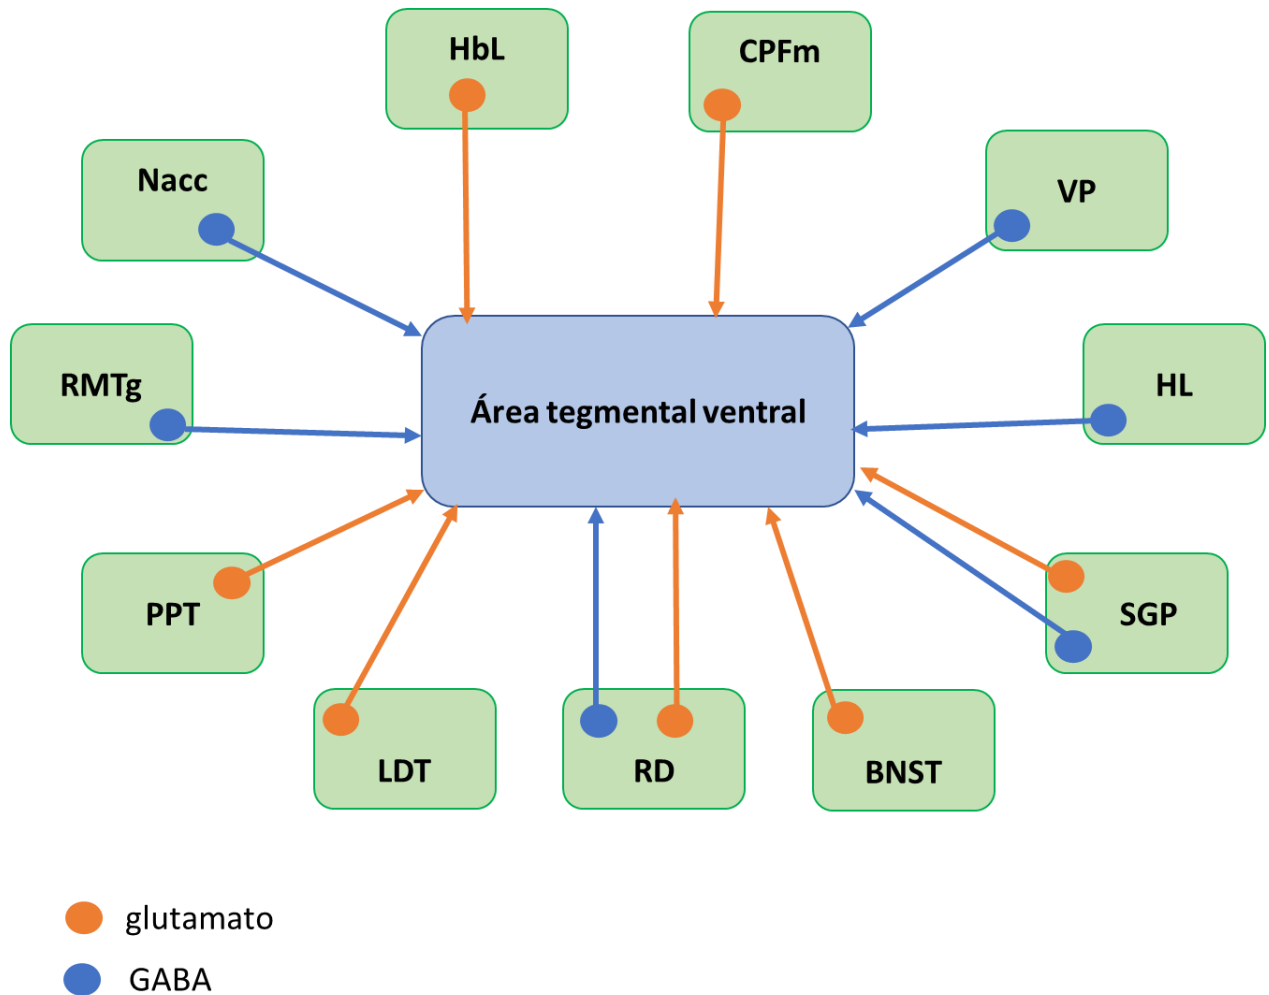 HbL
CPFm
Nacc
VP
RMTg
Área tegmental ventral
HL
PPT
SGP
LDT
RD
BNST
glutamato
GABA